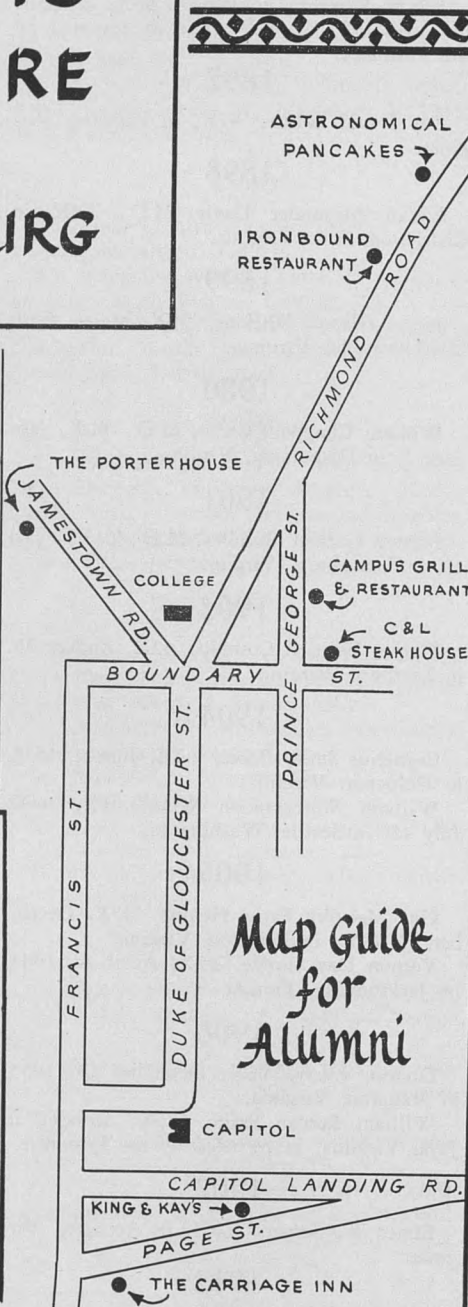 RE
URG
ASTRONOMICAL
PANCAKES
IRONBOUND
RESTAURANT
RICHMOND ROAD
THE PORTERHOUSE
JAMESTOWN RD.
COLLEGE
PRINCE GEORGE ST.
CAMPUS GRILL
& RESTAURANT
C&L
STEAK HOUSE
BOUNDARY ST.
FRANCIS ST.
DUKE OF GLOUCESTER ST.
Map Guide
for
Alumni
CAPITOL
CAPITOL LANDING RD.
KING & KAY'S
PAGE ST.
THE CARRIAGE INN